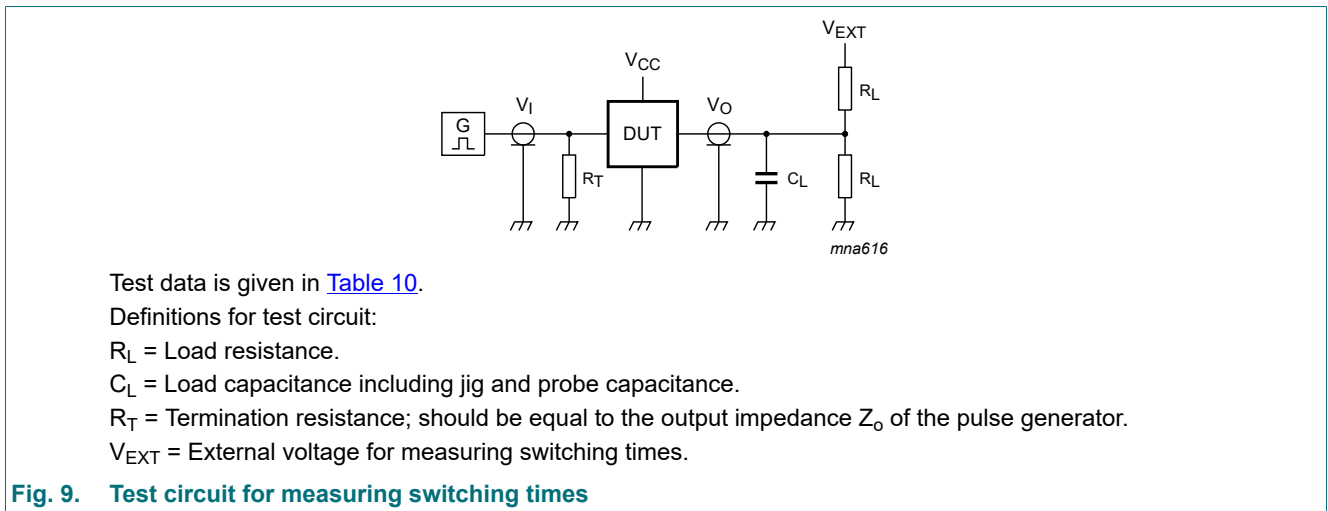 VEXT
VCC
RL
VI
VO
G
DUT
RT
CL
RL
mna616
Test data is given in Table 10.
Definitions for test circuit:
RL = Load resistance.
CL = Load capacitance including jig and probe capacitance.
RT = Termination resistance; should be equal to the output impedance Zo of the pulse generator.
VEXT = External voltage for measuring switching times.
Fig. 9. Test circuit for measuring switching times